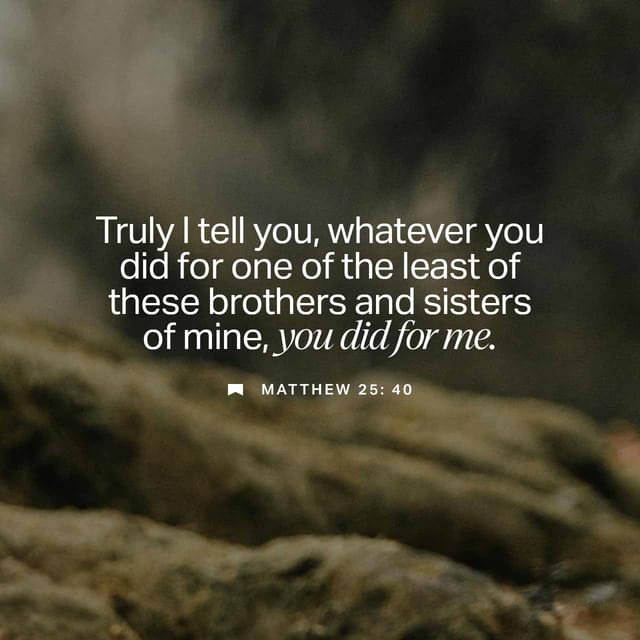 Truly I tell you, whatever you
did for one of the least of
these brothers and sisters
of mine, you did for me.
MATTHEW 25: 40